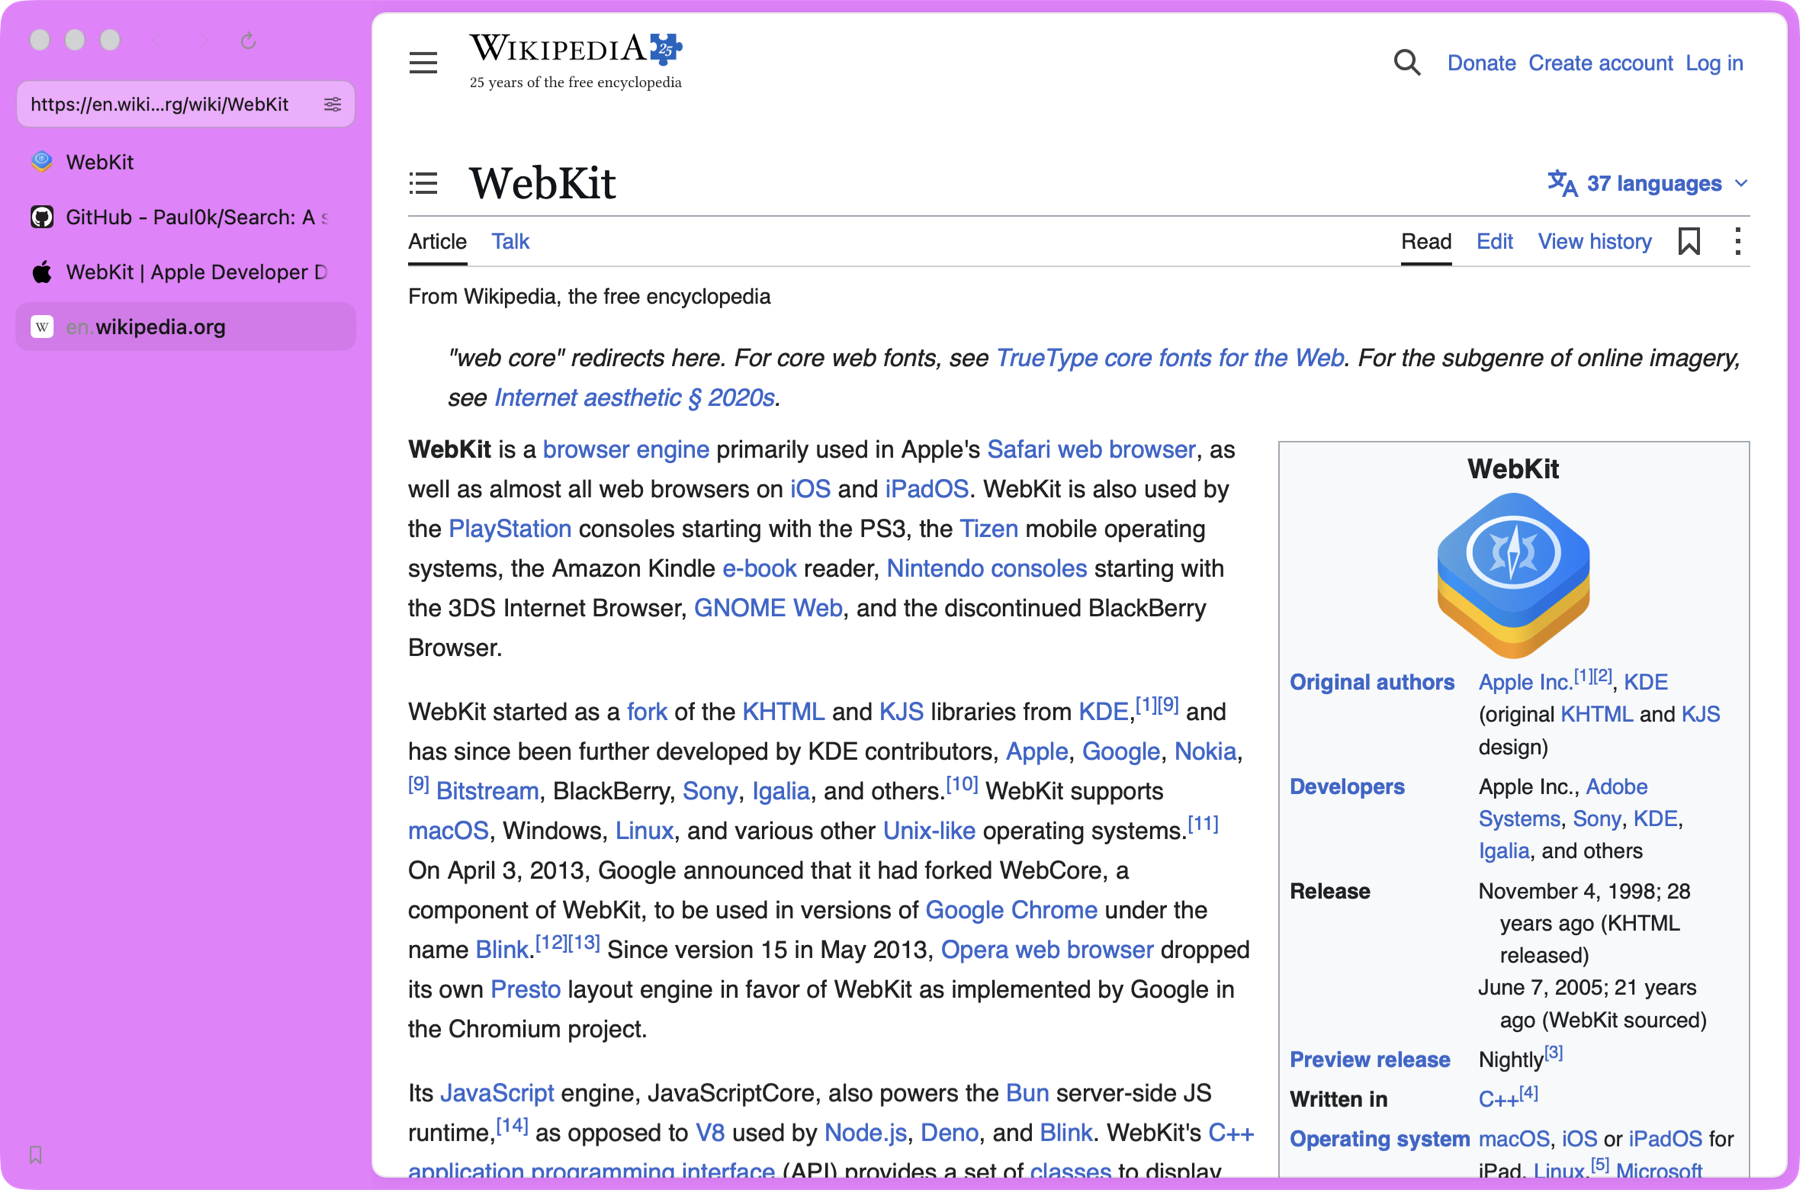 https://en.wiki...rg/wiki/WebKit
WebKit
GitHub - Paul0k/Search: A s
WebKit | Apple Developer D
en.wikipedia.org
WIKIPEDIA 25
25 years of the free encyclopedia
Donate Create account Log in
WebKit
37 languages
Article Talk
Read Edit View history
From Wikipedia, the free encyclopedia
"web core" redirects here. For core web fonts, see TrueType core fonts for the Web. For the subgenre of online imagery,
see Internet aesthetic § 2020s.
WebKit is a browser engine primarily used in Apple's Safari web browser, as
well as almost all web browsers on iOS and iPadOS. WebKit is also used by
the PlayStation consoles starting with the PS3, the Tizen mobile operating
systems, the Amazon Kindle e-book reader, Nintendo consoles starting with
the 3DS Internet Browser, GNOME Web, and the discontinued BlackBerry
Browser.
WebKit started as a fork of the KHTML and KJS libraries from KDE,[1][9] and
has since been further developed by KDE contributors, Apple, Google, Nokia,
[9] Bitstream, BlackBerry, Sony, Igalia, and others.[10] WebKit supports
macOS, Windows, Linux, and various other Unix-like operating systems.[11]
On April 3, 2013, Google announced that it had forked WebCore, a
component of WebKit, to be used in versions of Google Chrome under the
name Blink.[12][13] Since version 15 in May 2013, Opera web browser dropped
its own Presto layout engine in favor of WebKit as implemented by Google in
the Chromium project.
Its JavaScript engine, JavaScriptCore, also powers the Bun server-side JS
runtime,[14] as opposed to V8 used by Node.js, Deno, and Blink. WebKit's C++
application programming interface (API) provides a set of classes to display
WebKit
Original authors Apple Inc.[1][2], KDE
(original KHTML and KJS
design)
Developers Apple Inc., Adobe
Systems, Sony, KDE,
Igalia, and others
Release November 4, 1998; 28
years ago (KHTML
released)
June 7, 2005; 21 years
ago (WebKit sourced)
Preview release Nightly[3]
Written in C++[4]
Operating system macOS, iOS or iPadOS for
iPad, Linux,[5] Microsoft